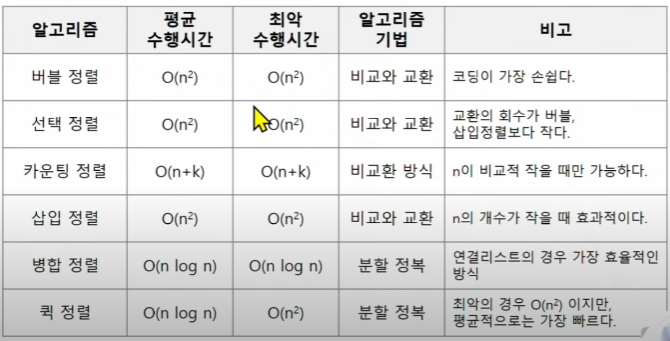 알고리즘 평균 수행시간 최악 수행시간 알고리즘 기법 비고
버블 정렬 O(n²) O(n²) 비교와 교환 코딩이 가장 손쉽다.
선택 정렬 O(n²) O(n²) 비교와 교환 교환의 회수가 버블, 삽입정렬보다 작다.
카운팅 정렬 O(n+k) O(n+k) 비교환 방식 n이 비교적 작을 때만 가능하다.
삽입 정렬 O(n²) O(n²) 비교와 교환 n의 개수가 작을 때 효과적이다.
병합 정렬 O(n log n) O(n log n) 분할 정복 연결리스트의 경우 가장 효율적인 방식
퀵 정렬 O(n log n) O(n²) 분할 정복 최악의 경우 O(n²) 이지만, 평균적으로는 가장 빠르다.